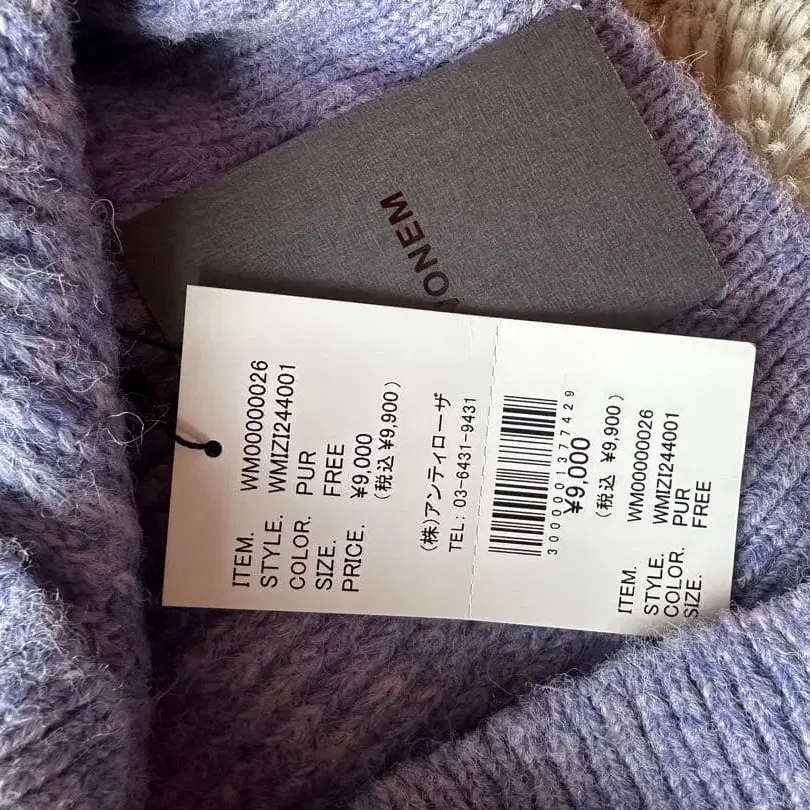 WONEM
ITEM. WM00000026
STYLE. WMIZI244001
COLOR. PUR
SIZE. FREE
PRICE. ¥9,000
(税込 ¥9,900)
(株)アンティローザ
TEL: 03-6431-9431
3000001377429
¥9,000
(税込 ¥9,900)
ITEM. WM00000026
STYLE. WMIZI244001
COLOR. PUR
SIZE. FREE